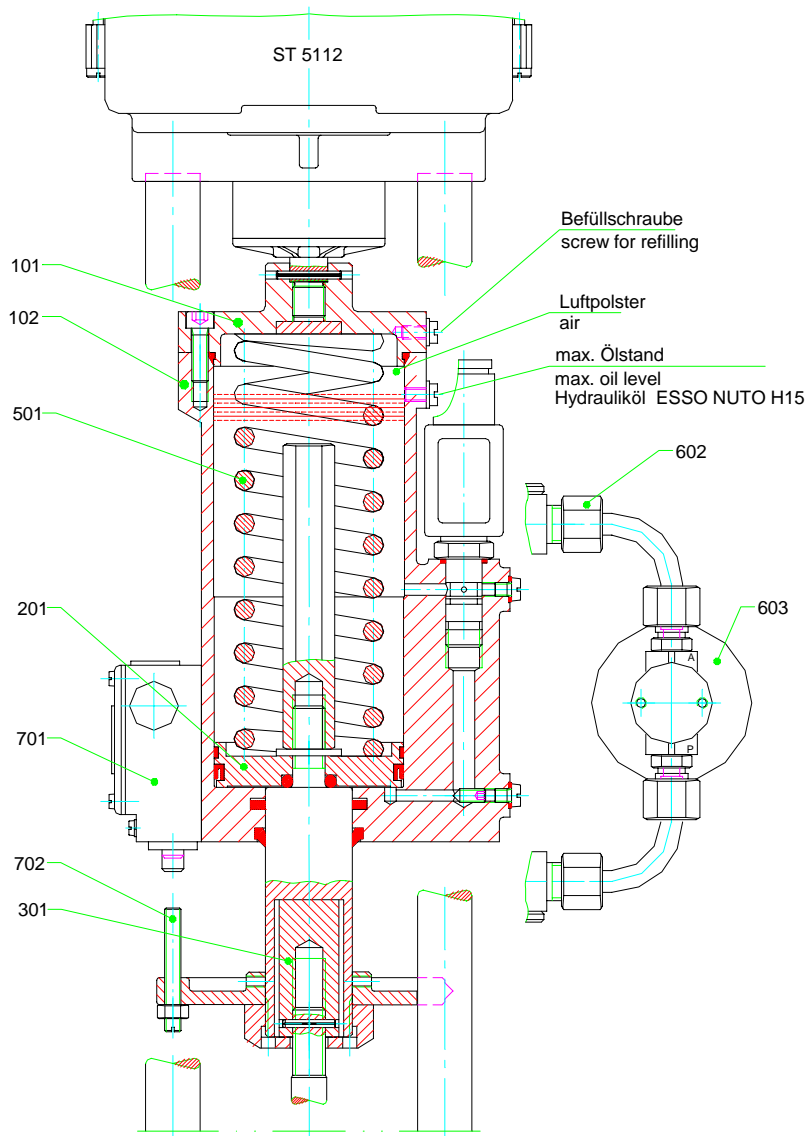 ST 5112
Befüllschraube
screw for refilling
101
Luftpolster
air
102
max. Ölstand
max. oil level
Hydrauliköl ESSO NUTO H15
501
602
201
603
A
701
P
702
301